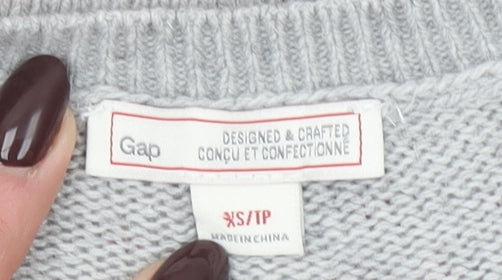 Gap
DESIGNED & CRAFTED
CONÇU ET CONFECTIONNÉ
XS/TP
MADE IN CHINA